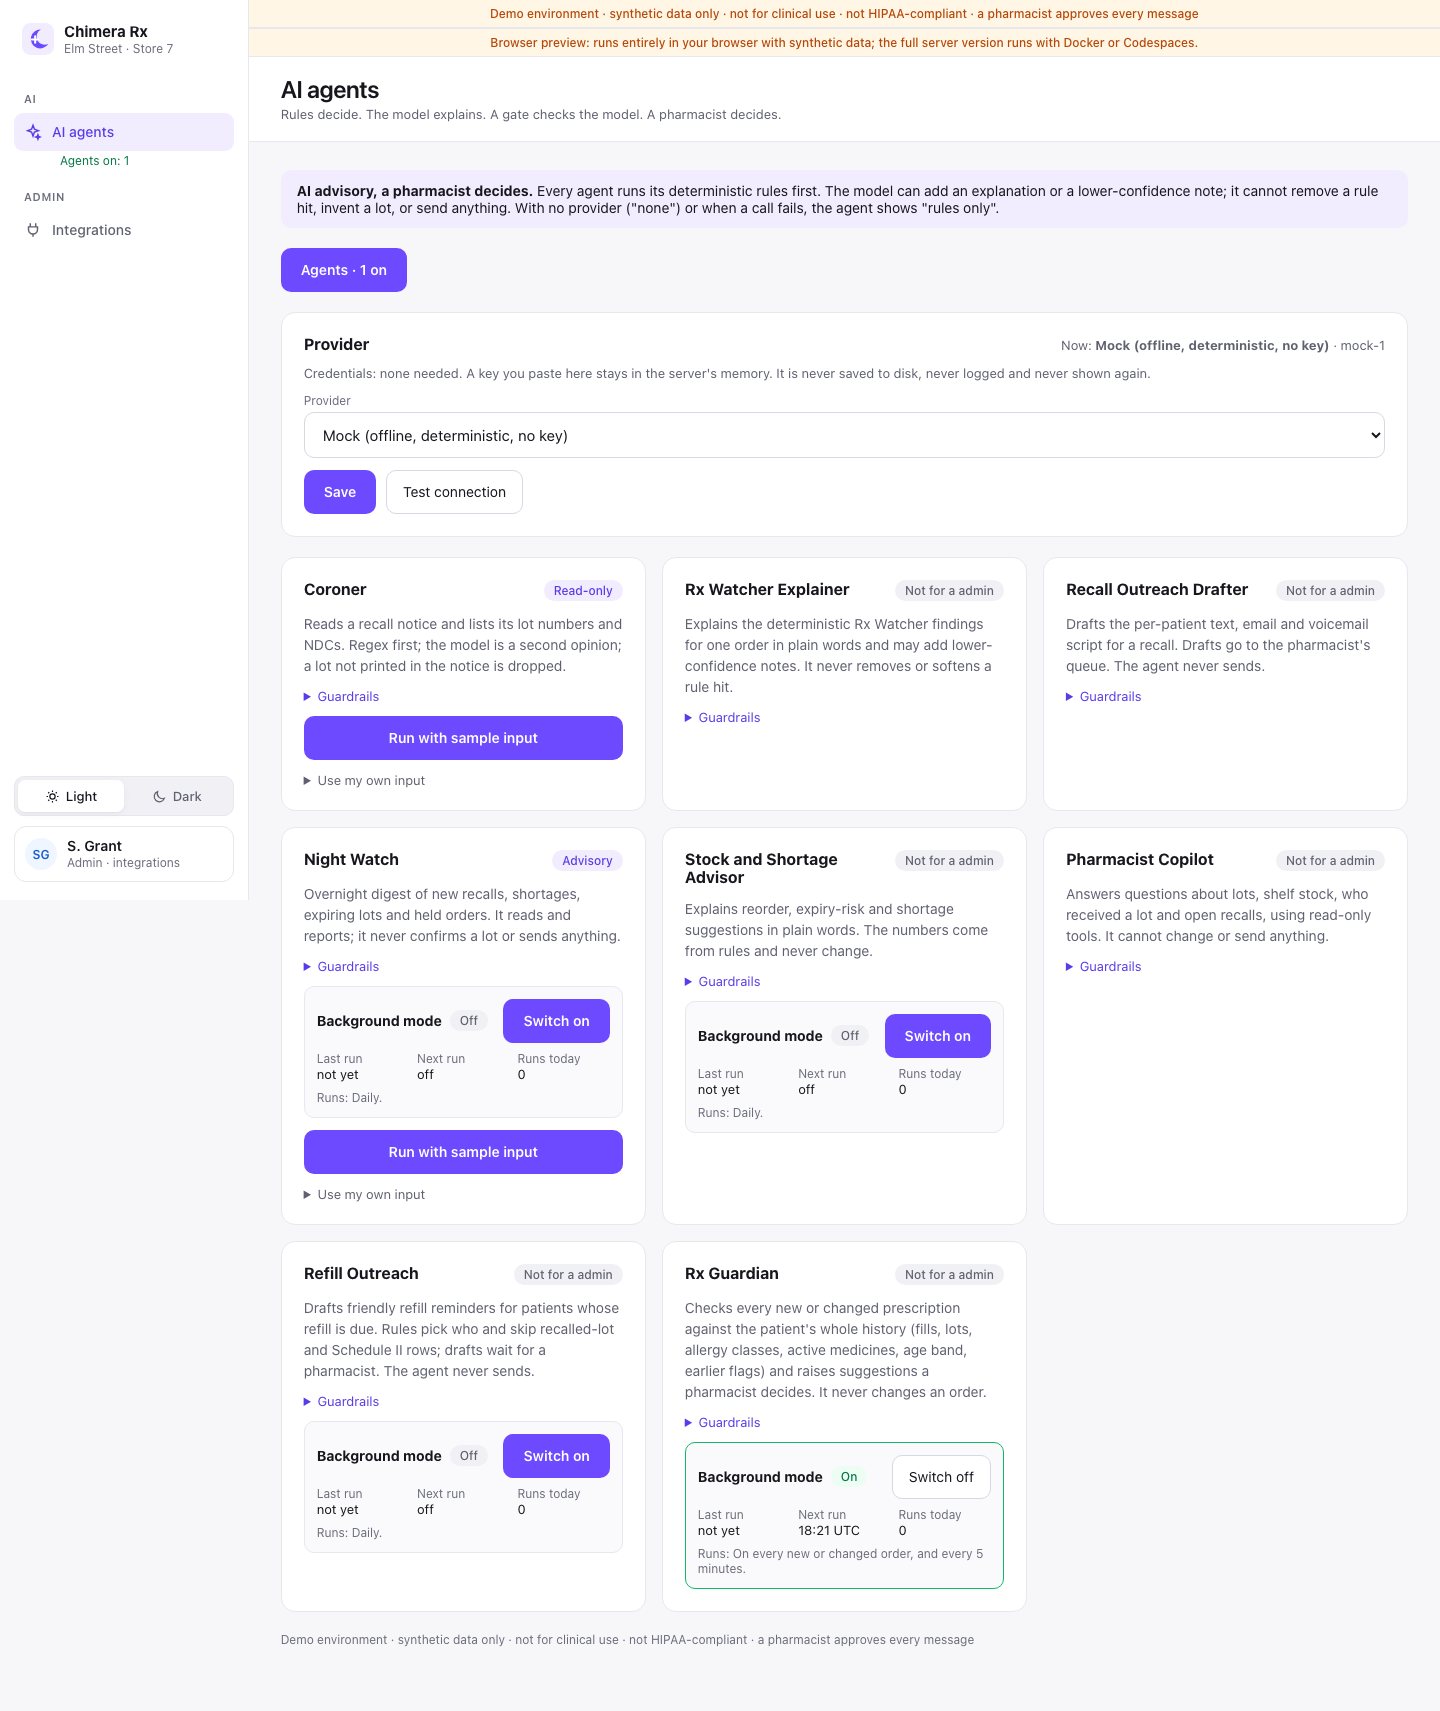 Chimera Rx
Elm Street · Store 7
AI
AI agents
Agents on: 1
ADMIN
Integrations
Light
Dark
SG
S. Grant
Admin · integrations
Demo environment · synthetic data only · not for clinical use · not HIPAA-compliant · a pharmacist approves every message
Browser preview: runs entirely in your browser with synthetic data; the full server version runs with Docker or Codespaces.
AI agents
Rules decide. The model explains. A gate checks the model. A pharmacist decides.
AI advisory, a pharmacist decides. Every agent runs its deterministic rules first. The model can add an explanation or a lower-confidence note; it cannot remove a rule
hit, invent a lot, or send anything. With no provider ("none") or when a call fails, the agent shows "rules only".
Agents · 1 on
Provider
Now: Mock (offline, deterministic, no key) · mock-1
Credentials: none needed. A key you paste here stays in the server's memory. It is never saved to disk, never logged and never shown again.
Provider
Mock (offline, deterministic, no key)
Save
Test connection
Coroner
Read-only
Reads a recall notice and lists its lot numbers and
NDCs. Regex first; the model is a second opinion;
a lot not printed in the notice is dropped.
Guardrails
Run with sample input
Use my own input
Rx Watcher Explainer
Not for a admin
Explains the deterministic Rx Watcher findings
for one order in plain words and may add lower-
confidence notes. It never removes or softens a
rule hit.
Guardrails
Recall Outreach Drafter
Not for a admin
Drafts the per-patient text, email and voicemail
script for a recall. Drafts go to the pharmacist's
queue. The agent never sends.
Guardrails
Night Watch
Advisory
Overnight digest of new recalls, shortages,
expiring lots and held orders. It reads and
reports; it never confirms a lot or sends anything.
Guardrails
Background mode
Off
Switch on
Last run
Next run
Runs today
not yet
off
0
Runs: Daily.
Run with sample input
Use my own input
Stock and Shortage
Advisor
Not for a admin
Explains reorder, expiry-risk and shortage
suggestions in plain words. The numbers come
from rules and never change.
Guardrails
Background mode
Off
Switch on
Last run
Next run
Runs today
not yet
off
0
Runs: Daily.
Pharmacist Copilot
Not for a admin
Answers questions about lots, shelf stock, who
received a lot and open recalls, using read-only
tools. It cannot change or send anything.
Guardrails
Refill Outreach
Not for a admin
Drafts friendly refill reminders for patients whose
refill is due. Rules pick who and skip recalled-lot
and Schedule II rows; drafts wait for a
pharmacist. The agent never sends.
Guardrails
Background mode
Off
Switch on
Last run
Next run
Runs today
not yet
off
0
Runs: Daily.
Rx Guardian
Not for a admin
Checks every new or changed prescription
against the patient's whole history (fills, lots,
allergy classes, active medicines, age band,
earlier flags) and raises suggestions a
pharmacist decides. It never changes an order.
Guardrails
Background mode
On
Switch off
Last run
Next run
Runs today
not yet
18:21 UTC
0
Runs: On every new or changed order, and every 5
minutes.
Demo environment · synthetic data only · not for clinical use · not HIPAA-compliant · a pharmacist approves every message